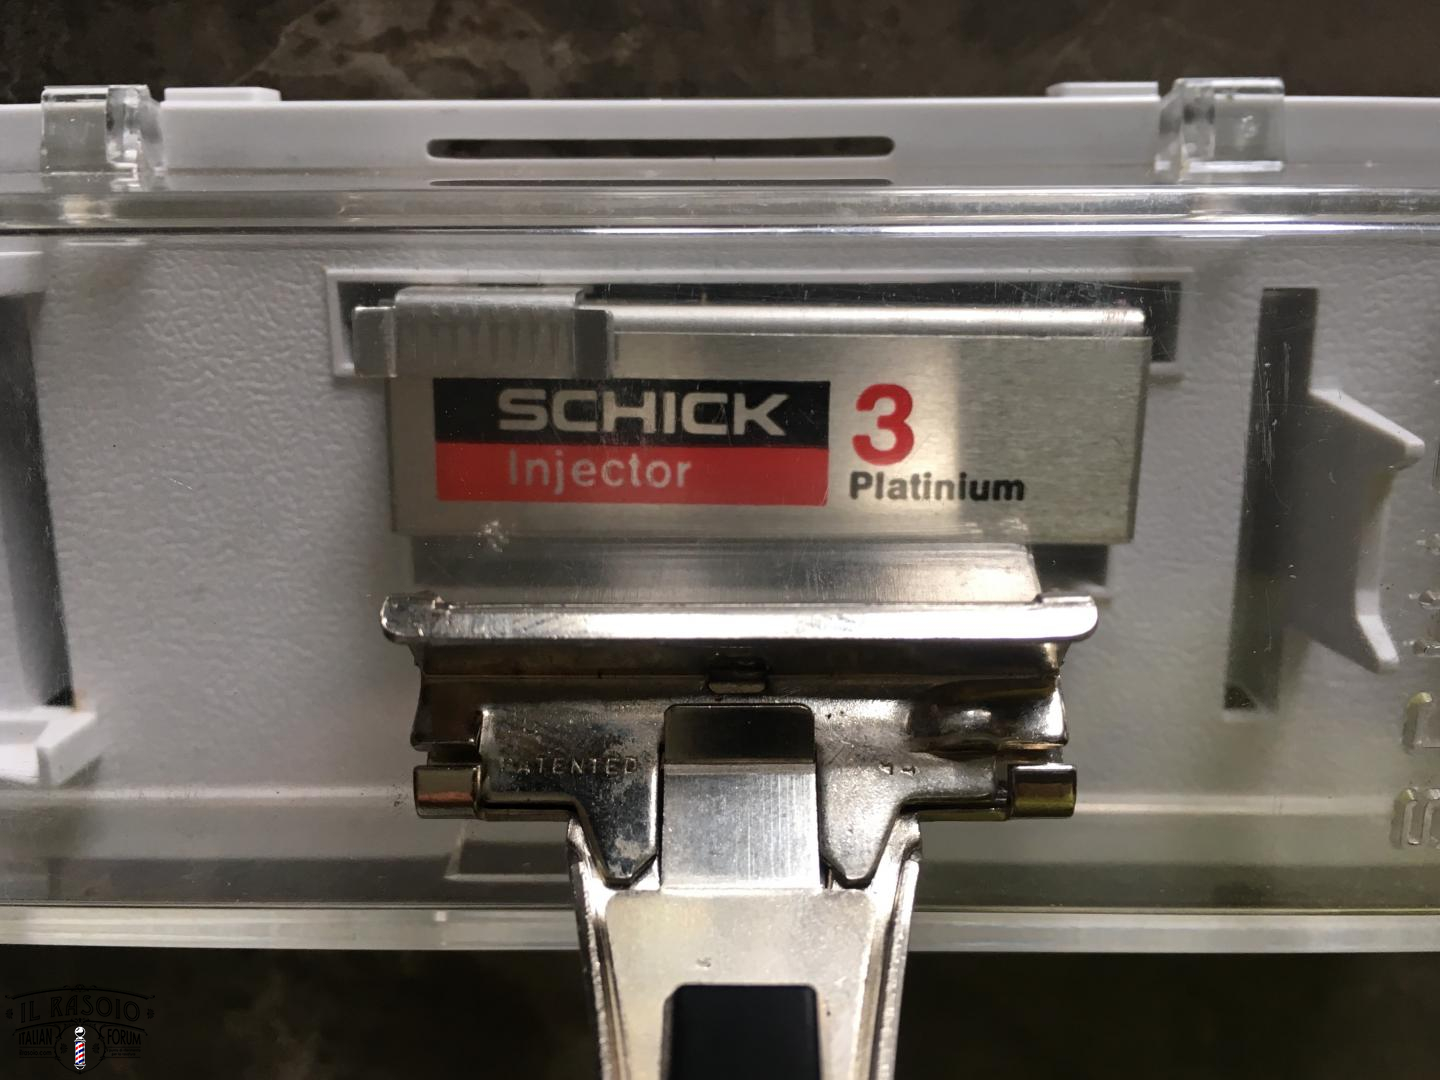 SCHICK
Injector
3
Platinium
PATENTED
IL RASOIO
ITALIAN FORUM